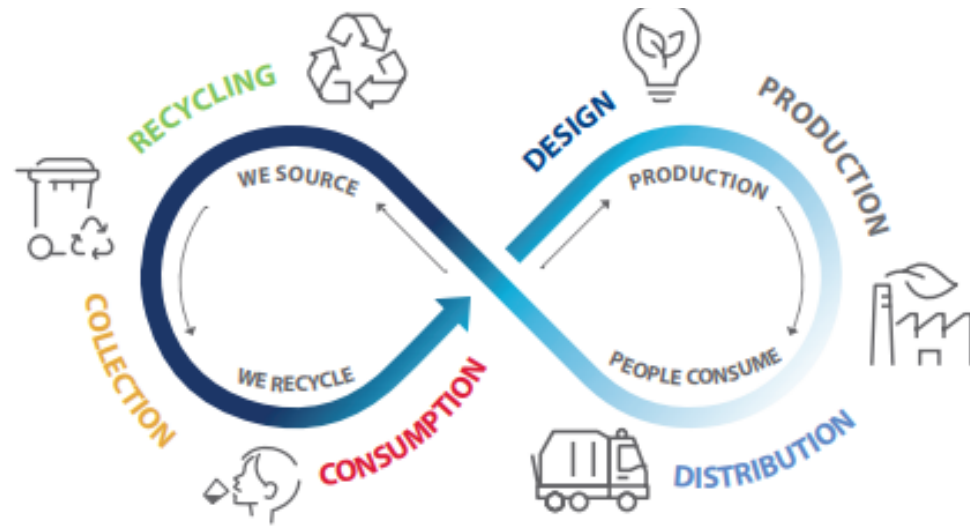 RECYCLING
DESIGN
PRODUCTION
WE SOURCE
PRODUCTION
COLLECTION
WE RECYCLE
PEOPLE CONSUME
CONSUMPTION
DISTRIBUTION